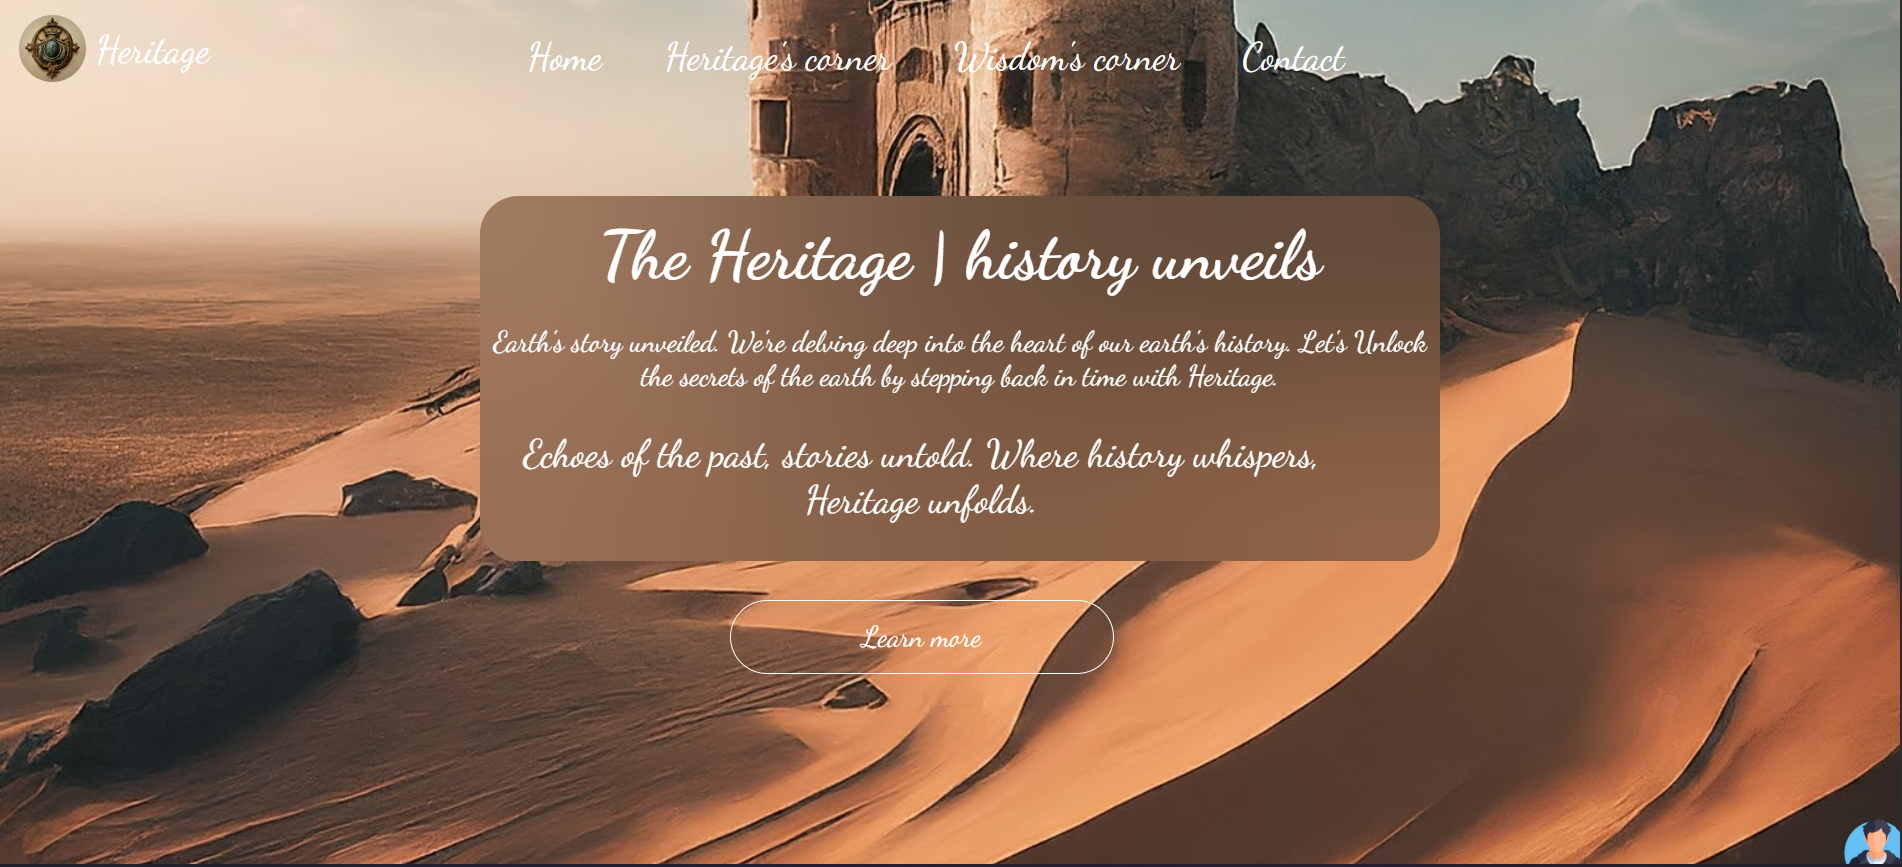 Heritage
Home
Heritage's corner
Wisdom's corner
Contact
The Heritage | history unveils
Earth's story unveiled. We're delving deep into the heart of our earth's history. Let's Unlock
the secrets of the earth by stepping back in time with Heritage.
Echoes of the past, stories untold. Where history whispers,
Heritage unfolds.
Learn more